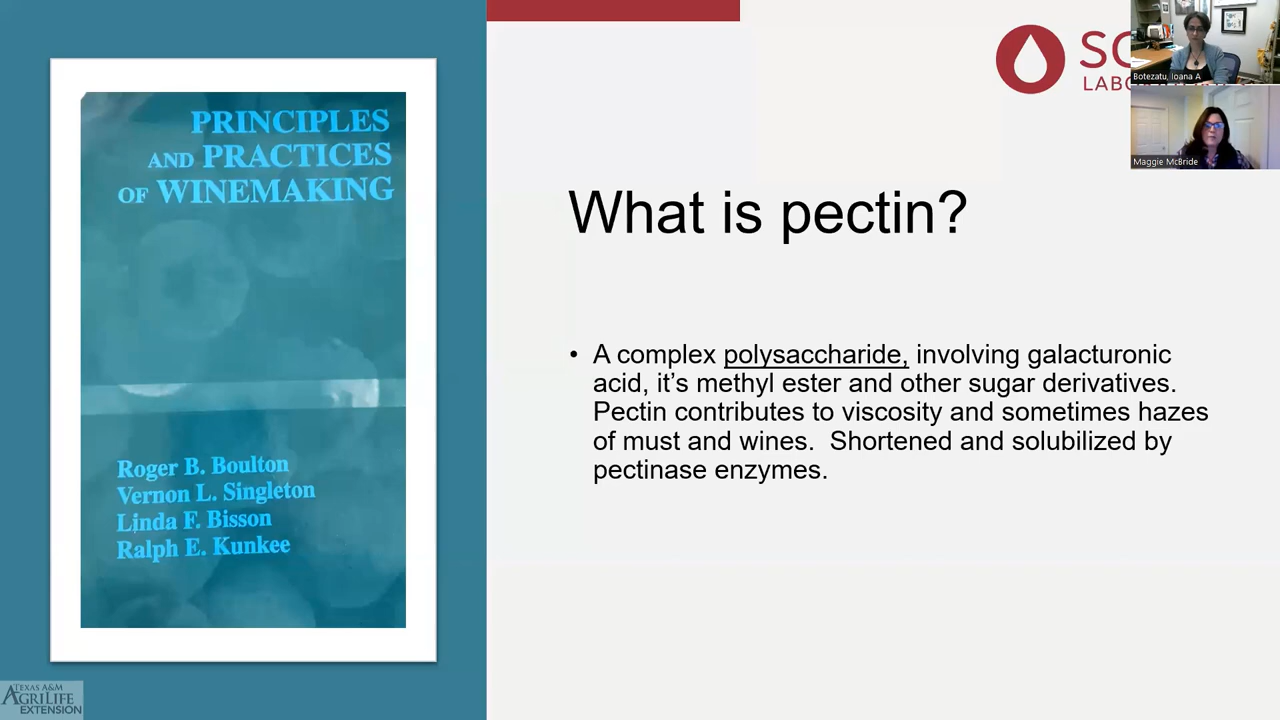 PRINCIPLES
AND PRACTICES
OF WINEMAKING
Roger B. Boulton
Vernon L. Singleton
Linda F. Bisson
Ralph E. Kunkee
TEXAS A&M
AGRILIFE
EXTENSION
Botezatu, Ioana A
Maggie McBride
What is pectin?
• A complex polysaccharide, involving galacturonic
acid, it’s methyl ester and other sugar derivatives.
Pectin contributes to viscosity and sometimes hazes
of must and wines. Shortened and solubilized by
pectinase enzymes.